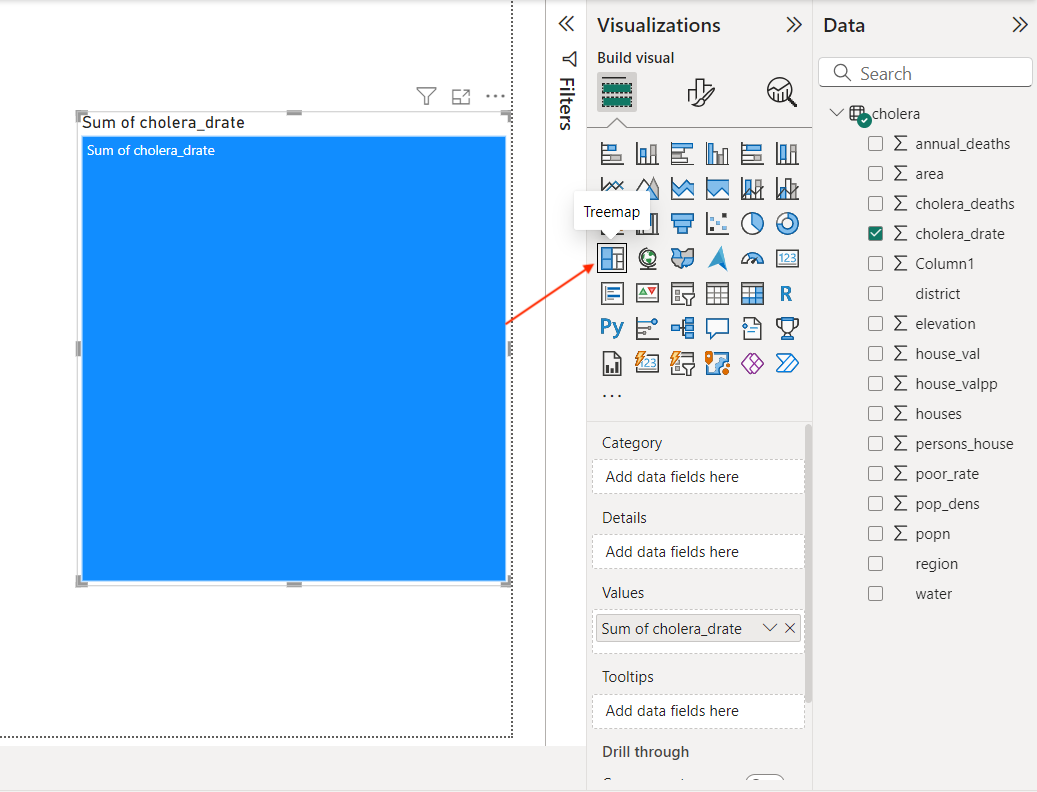 Sum of cholera_drate
Sum of cholera_drate
Filters
Visualizations
Build visual
Treemap
123
R
Py
123
Category
Add data fields here
Details
Add data fields here
Values
Sum of cholera_drate
Tooltips
Add data fields here
Drill through
Data
Search
cholera
annual_deaths
area
cholera_deaths
cholera_drate
Column1
district
elevation
house_val
house_valpp
houses
persons_house
poor_rate
pop_dens
popn
region
water